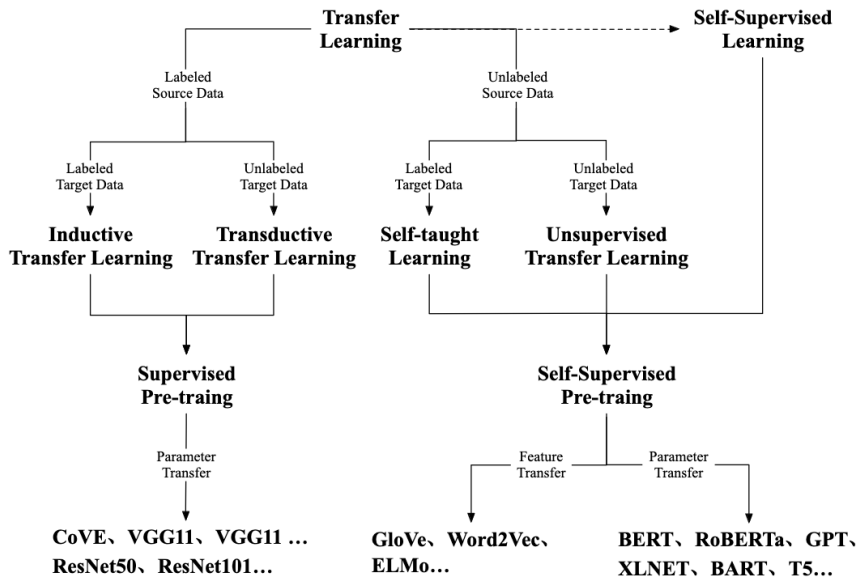 Transfer
Learning
Self-Supervised
Learning
Labeled
Source Data
Unlabeled
Source Data
Labeled
Target Data
Unlabeled
Target Data
Labeled
Target Data
Unlabeled
Target Data
Inductive
Transfer Learning
Transductive
Transfer Learning
Self-taught
Learning
Unsupervised
Transfer Learning
Supervised
Pre-traing
Self-Supervised
Pre-traing
Parameter
Transfer
Feature
Transfer
Parameter
Transfer
CoVE、VGG11、VGG11 ...
ResNet50、ResNet101...
GloVe、Word2Vec、
ELMo...
BERT、RoBERTa、GPT、
XLNET、BART、T5...